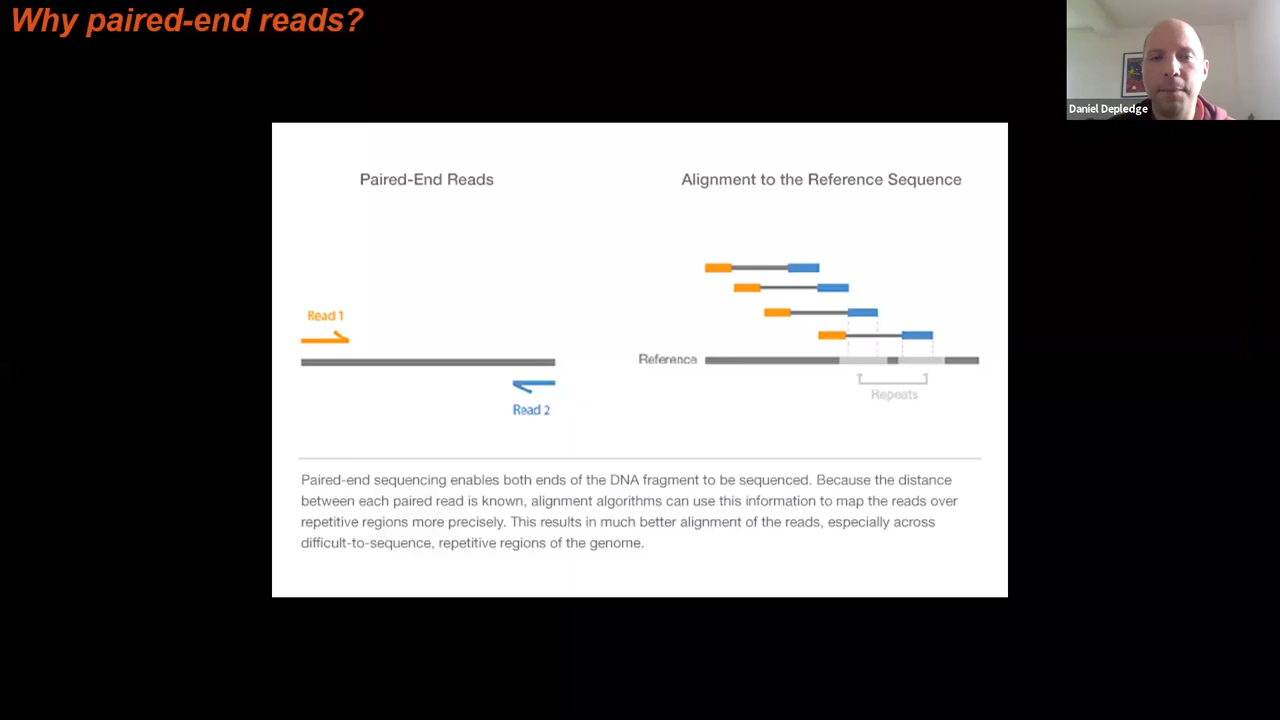 Why paired-end reads?
Daniel Depledge
Paired-End Reads
Alignment to the Reference Sequence
Read 1
Read 2
Reference
Repeats
Paired-end sequencing enables both ends of the DNA fragment to be sequenced. Because the distance
between each paired read is known, alignment algorithms can use this information to map the reads over
repetitive regions more precisely. This results in much better alignment of the reads, especially across
difficult-to-sequence, repetitive regions of the genome.